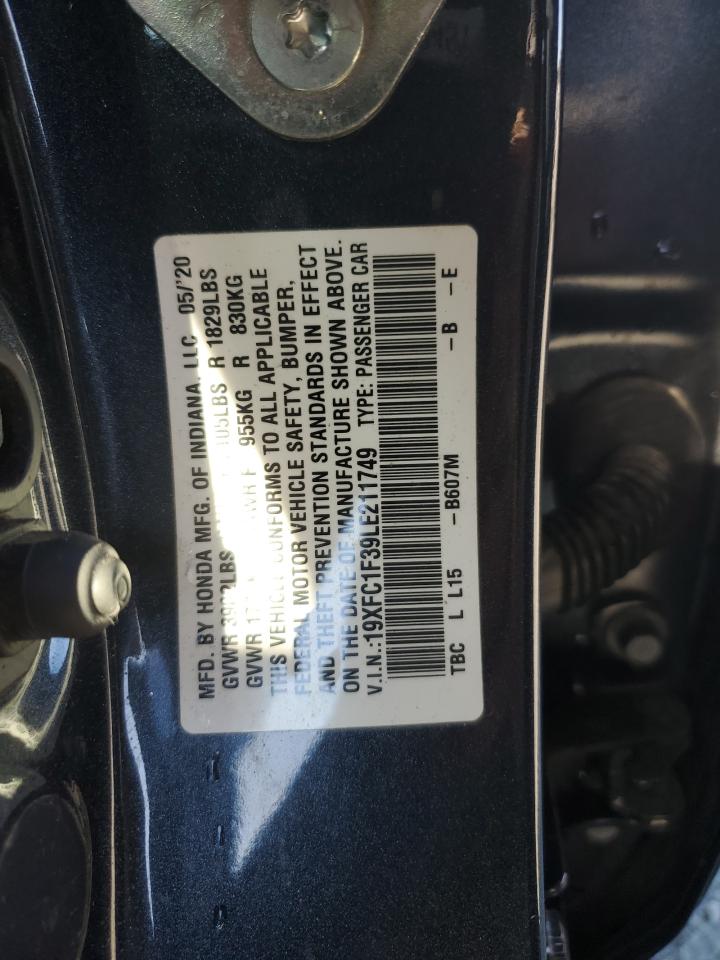 MFD. BY HONDA MFG. OF INDIANA, LLC 05/'20
GVWR LBS R 1829LBS
GVWR F 955KG R 830KG
THIS VEHICLE CONFORMS TO ALL APPLICABLE
FEDERAL MOTOR VEHICLE SAFETY, BUMPER,
AND THEFT PREVENTION STANDARDS IN EFFECT
ON THE DATE OF MANUFACTURE SHOWN ABOVE.
V.I.N.:19XFC1F39LE211749 TYPE: PASSENGER CAR
TBC L L15 -B607M -B -E